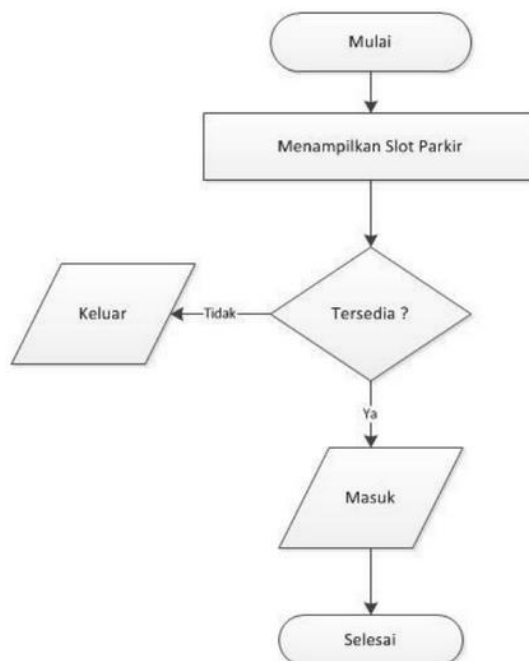 Mulai
Menampilkan Slot Parkir
Keluar
Tidak
Tersedia ?
Ya
Masuk
Selesai